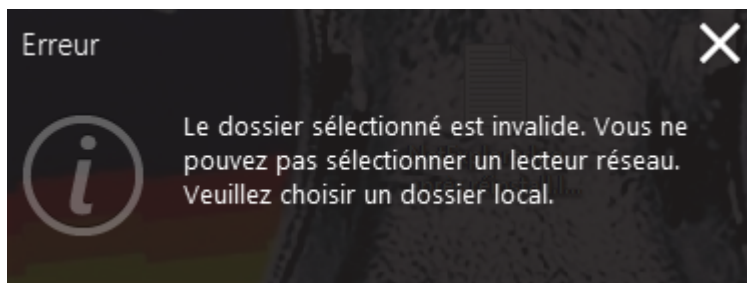 Erreur
Le dossier sélectionné est invalide. Vous ne
pouvez pas sélectionner un lecteur réseau.
Veuillez choisir un dossier local.